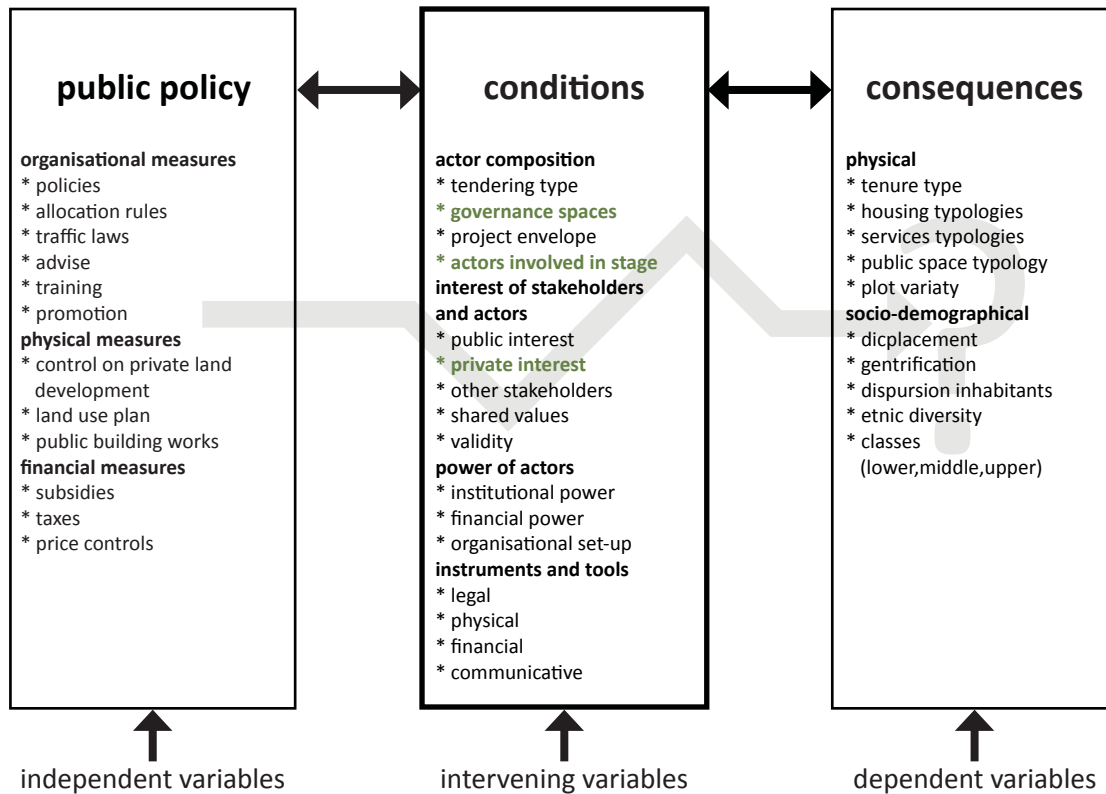 public policy
organisational measures
* policies
* allocation rules
* traffic laws
* advise
* training
* promotion
physical measures
* control on private land
development
* land use plan
* public building works
financial measures
* subsidies
* taxes
* price controls
independent variables
conditions
actor composition
* tendering type
* governance spaces
* project envelope
* actors involved in stage
interest of stakeholders
and actors
* public interest
* private interest
* other stakeholders
* shared values
* validity
power of actors
* institutional power
* financial power
* organisational set-up
instruments and tools
* legal
* physical
* financial
* communicative
intervening variables
consequences
physical
* tenure type
* housing typologies
* services typologies
* public space typology
* plot variaty
socio-demographical
* dicplacement
* gentrification
* dispursion inhabitants
* etnic diversity
* classes
(lower,middle,upper)
dependent variables
?